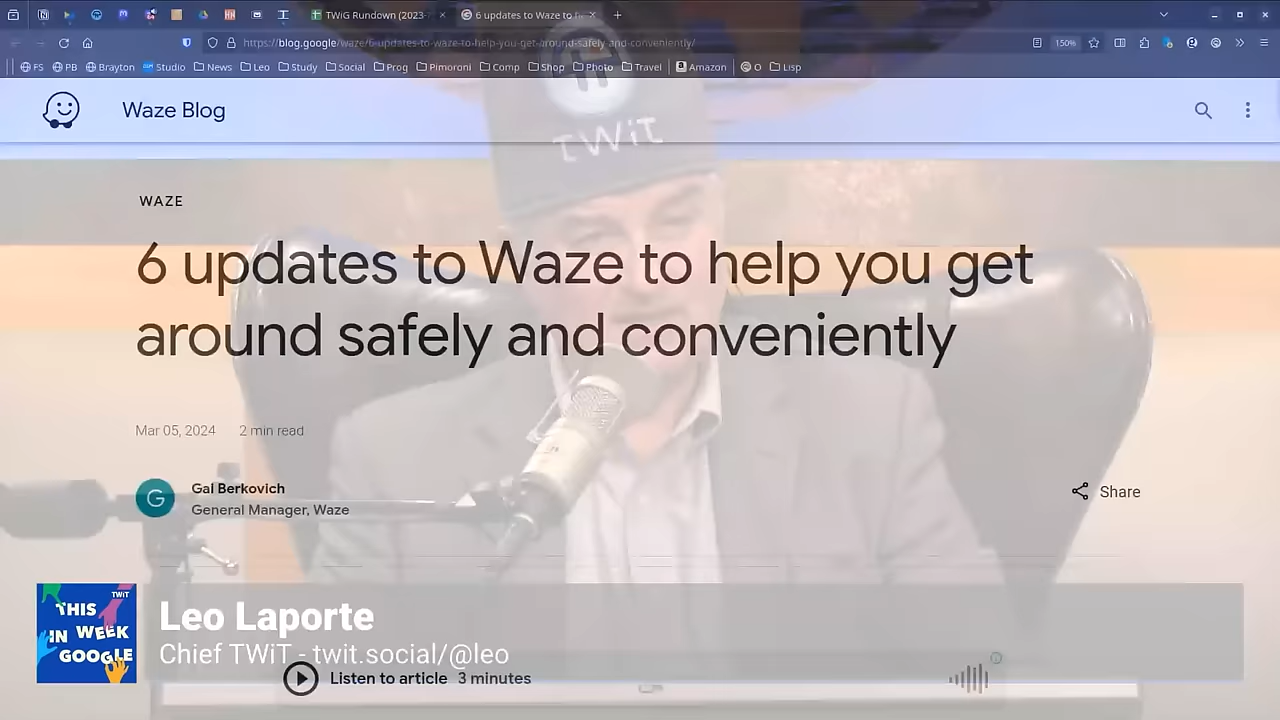 TWiG Rundown (2023-
6 updates to Waze to h
https://blog.google/waze/6-updates-to-waze-to-help-you-get-around-safely-and-conveniently/
150%
FS
PB
Brayton
Studio
News
Leo
Study
Social
Prog
Pimoroni
Comp
Shop
Photo
Travel
Amazon
O
Lisp
Waze Blog
TWiT
WAZE
6 updates to Waze to help you get
around safely and conveniently
Mar 05, 2024
2 min read
G
Gal Berkovich
General Manager, Waze
Share
TWiT
THIS
IN WEEK
GOOGLE
Leo Laporte
Chief TWiT - twit.social/@leo
Listen to article
3 minutes